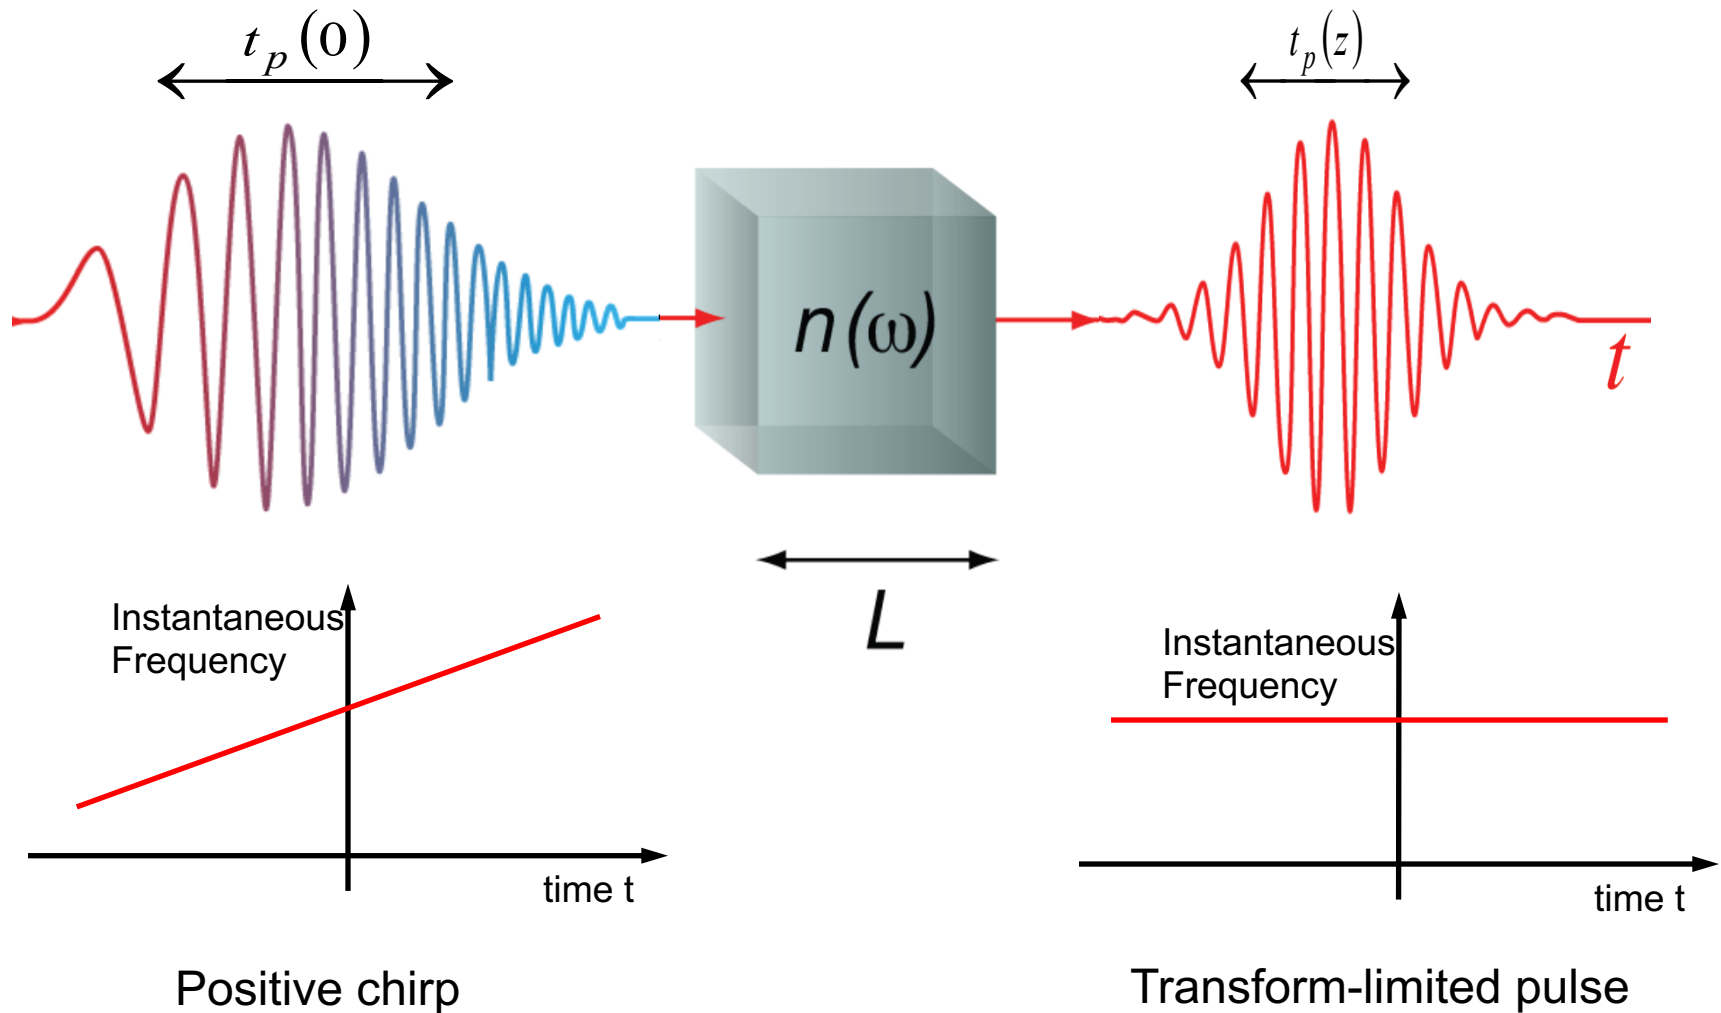 t_p(0)
t_p(z)
n(ω)
t
L
Instantaneous
Frequency
time t
Instantaneous
Frequency
time t
Positive chirp
Transform-limited pulse